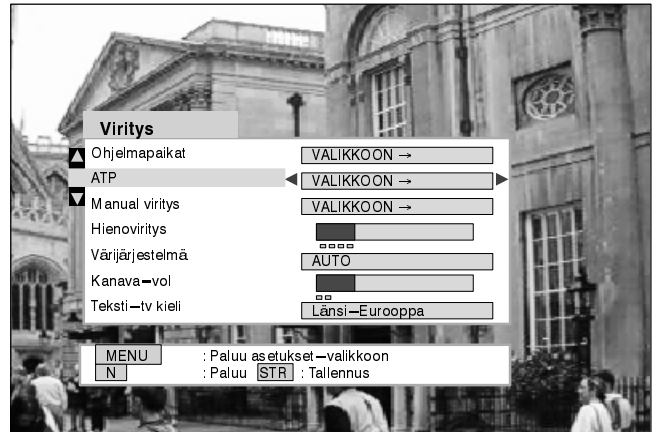 Viritys
Ohjelmapaikat VALIKKOON →
ATP VALIKKOON →
Manual viritys VALIKKOON →
Hienoviritys
Värijärjestelmä AUTO
Kanava–vol
Teksti–tv kieli Länsi–Eurooppa
MENU : Paluu asetukset–valikkoon
N : Paluu STR : Tallennus